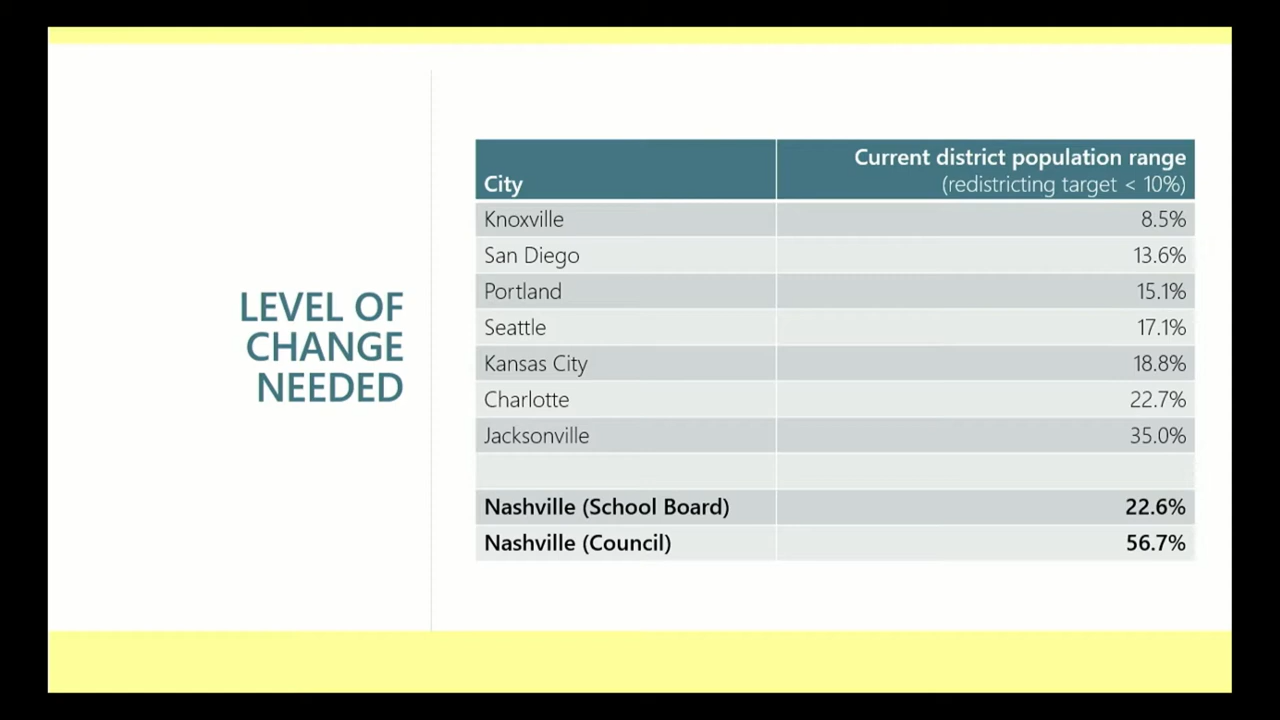 LEVEL OF
CHANGE
NEEDED
City
Current district population range
(redistricting target < 10%)
Knoxville 8.5%
San Diego 13.6%
Portland 15.1%
Seattle 17.1%
Kansas City 18.8%
Charlotte 22.7%
Jacksonville 35.0%
Nashville (School Board) 22.6%
Nashville (Council) 56.7%